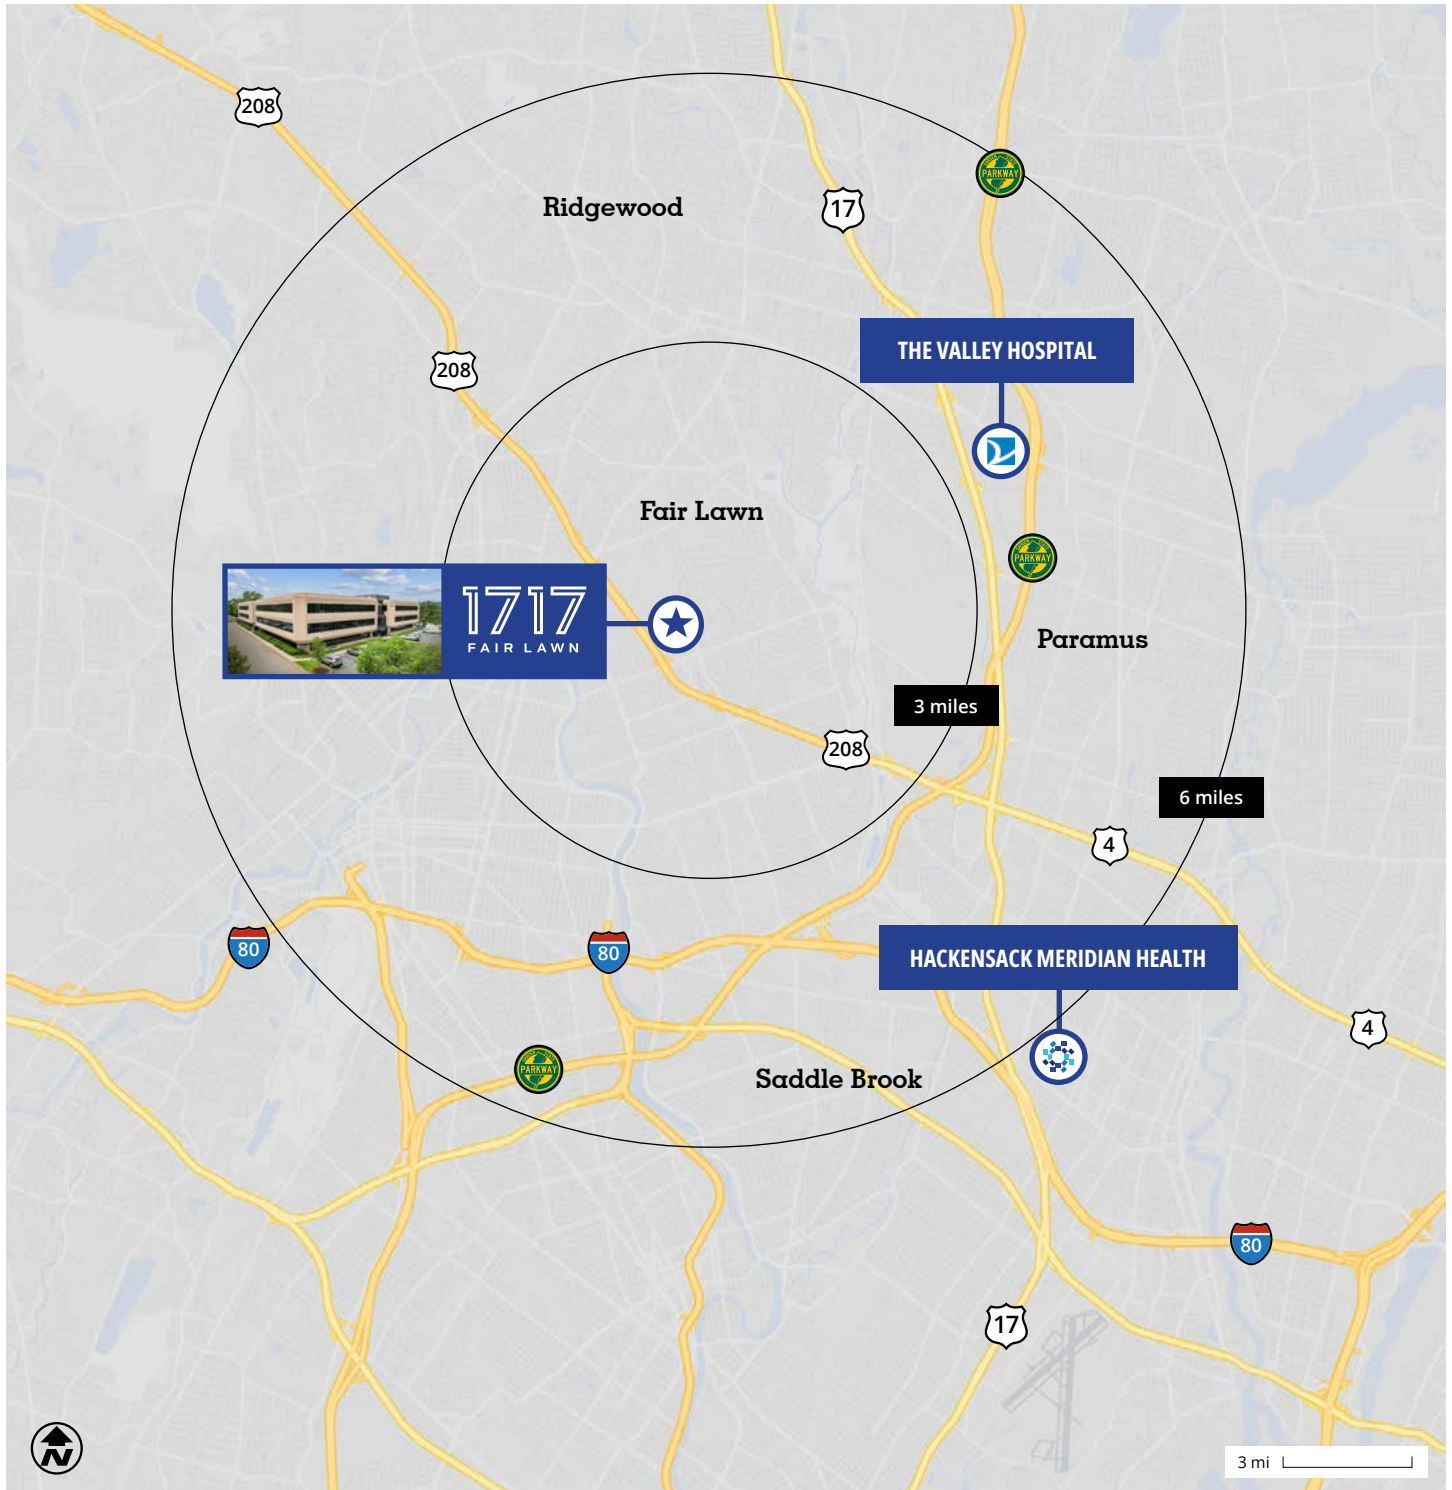 208
PARKWAY
Ridgewood
17
THE VALLEY HOSPITAL
208
Fair Lawn
PARKWAY
1717
FAIR LAWN
Paramus
3 miles
208
6 miles
4
80
80
HACKENSACK MERIDIAN HEALTH
4
PARKWAY
Saddle Brook
80
17
N
3 mi